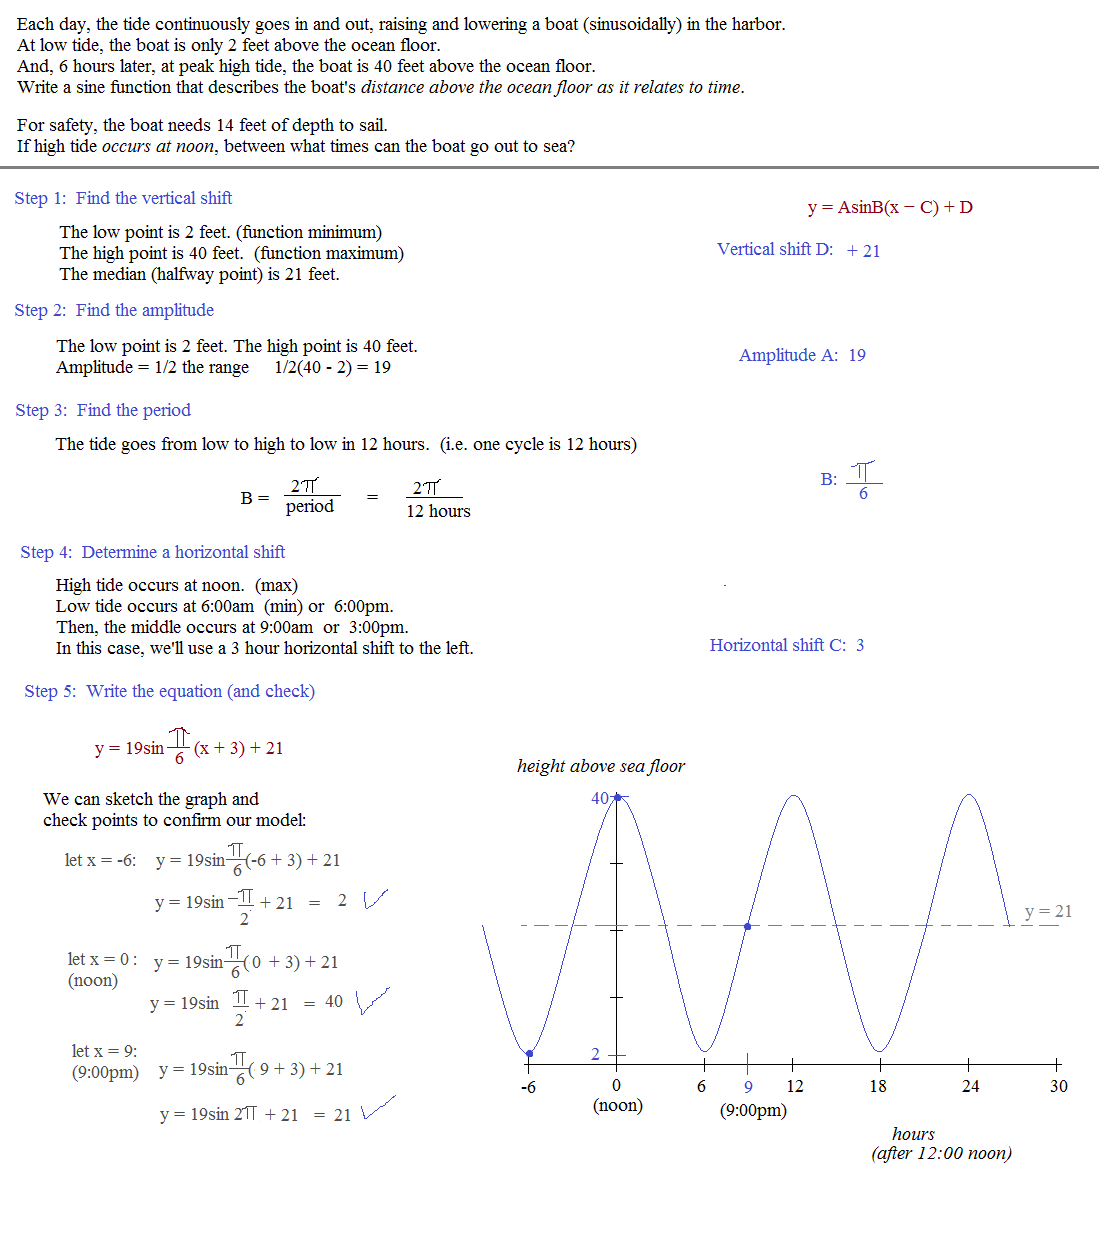 Each day, the tide continuously goes in and out, raising and lowering a boat (sinusoidally) in the harbor.
At low tide, the boat is only 2 feet above the ocean floor.
And, 6 hours later, at peak high tide, the boat is 40 feet above the ocean floor.
Write a sine function that describes the boat's distance above the ocean floor as it relates to time.
For safety, the boat needs 14 feet of depth to sail.
If high tide occurs at noon, between what times can the boat go out to sea?
Step 1: Find the vertical shift
y = AsinB(x − C) + D
The low point is 2 feet. (function minimum)
The high point is 40 feet. (function maximum)
The median (halfway point) is 21 feet.
Vertical shift D: + 21
Step 2: Find the amplitude
The low point is 2 feet. The high point is 40 feet.
Amplitude = 1/2 the range 1/2(40 - 2) = 19
Amplitude A: 19
Step 3: Find the period
The tide goes from low to high to low in 12 hours. (i.e. one cycle is 12 hours)
B = 2π/period = 2π/12 hours
B: π/6
Step 4: Determine a horizontal shift
High tide occurs at noon. (max)
Low tide occurs at 6:00am (min) or 6:00pm.
Then, the middle occurs at 9:00am or 3:00pm.
In this case, we'll use a 3 hour horizontal shift to the left.
Horizontal shift C: 3
Step 5: Write the equation (and check)
y = 19sin π/6 (x + 3) + 21
We can sketch the graph and
check points to confirm our model:
let x = -6: y = 19sin π/6 (-6 + 3) + 21
y = 19sin −π/2 + 21 = 2 ✓
let x = 0: y = 19sin π/6 (0 + 3) + 21
(noon)
y = 19sin π/2 + 21 = 40 ✓
let x = 9:
(9:00pm) y = 19sin π/6 (9 + 3) + 21
y = 19sin 2π + 21 = 21 ✓
height above sea floor
40
y = 21
2
-6 0 6 9 12 18 24 30
(noon) (9:00pm)
hours
(after 12:00 noon)